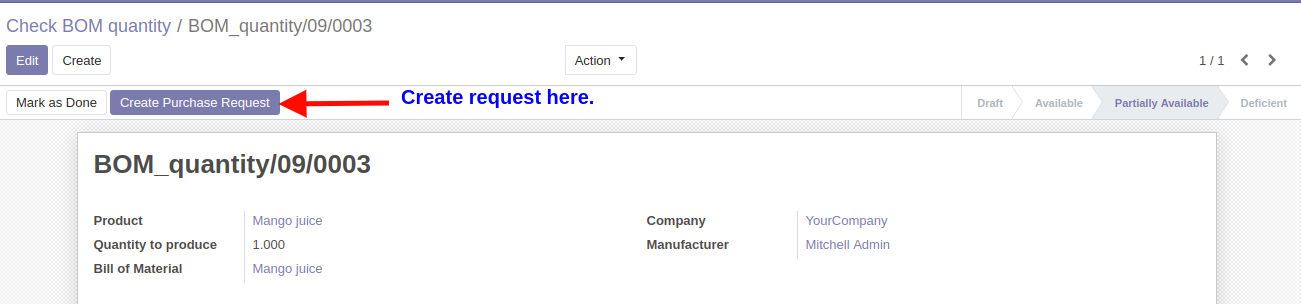 Check BOM quantity / BOM_quantity/09/0003
Edit Create Action 1 / 1
Mark as Done Create Purchase Request Create request here. Draft Available Partially Available Deficient
BOM_quantity/09/0003
Product Mango juice Company YourCompany
Quantity to produce 1.000 Manufacturer Mitchell Admin
Bill of Material Mango juice